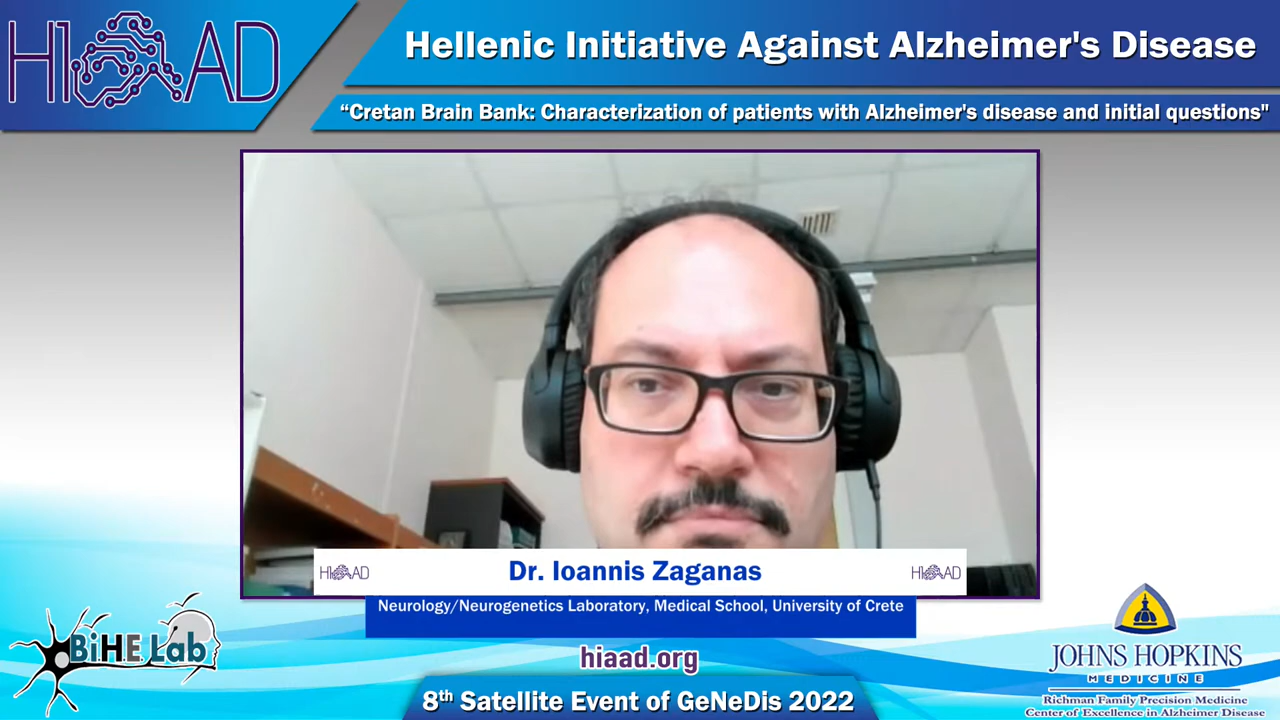 HIAAD
Hellenic Initiative Against Alzheimer's Disease
“Cretan Brain Bank: Characterization of patients with Alzheimer's disease and initial questions"
HIAAD
Dr. Ioannis Zaganas
HIAAD
Neurology/Neurogenetics Laboratory, Medical School, University of Crete
BiHE Lab
hiaad.org
8th Satellite Event of GeNeDis 2022
JOHNS HOPKINS
MEDICINE
Richman Family Precision Medicine
Center of Excellence in Alzheimer Disease